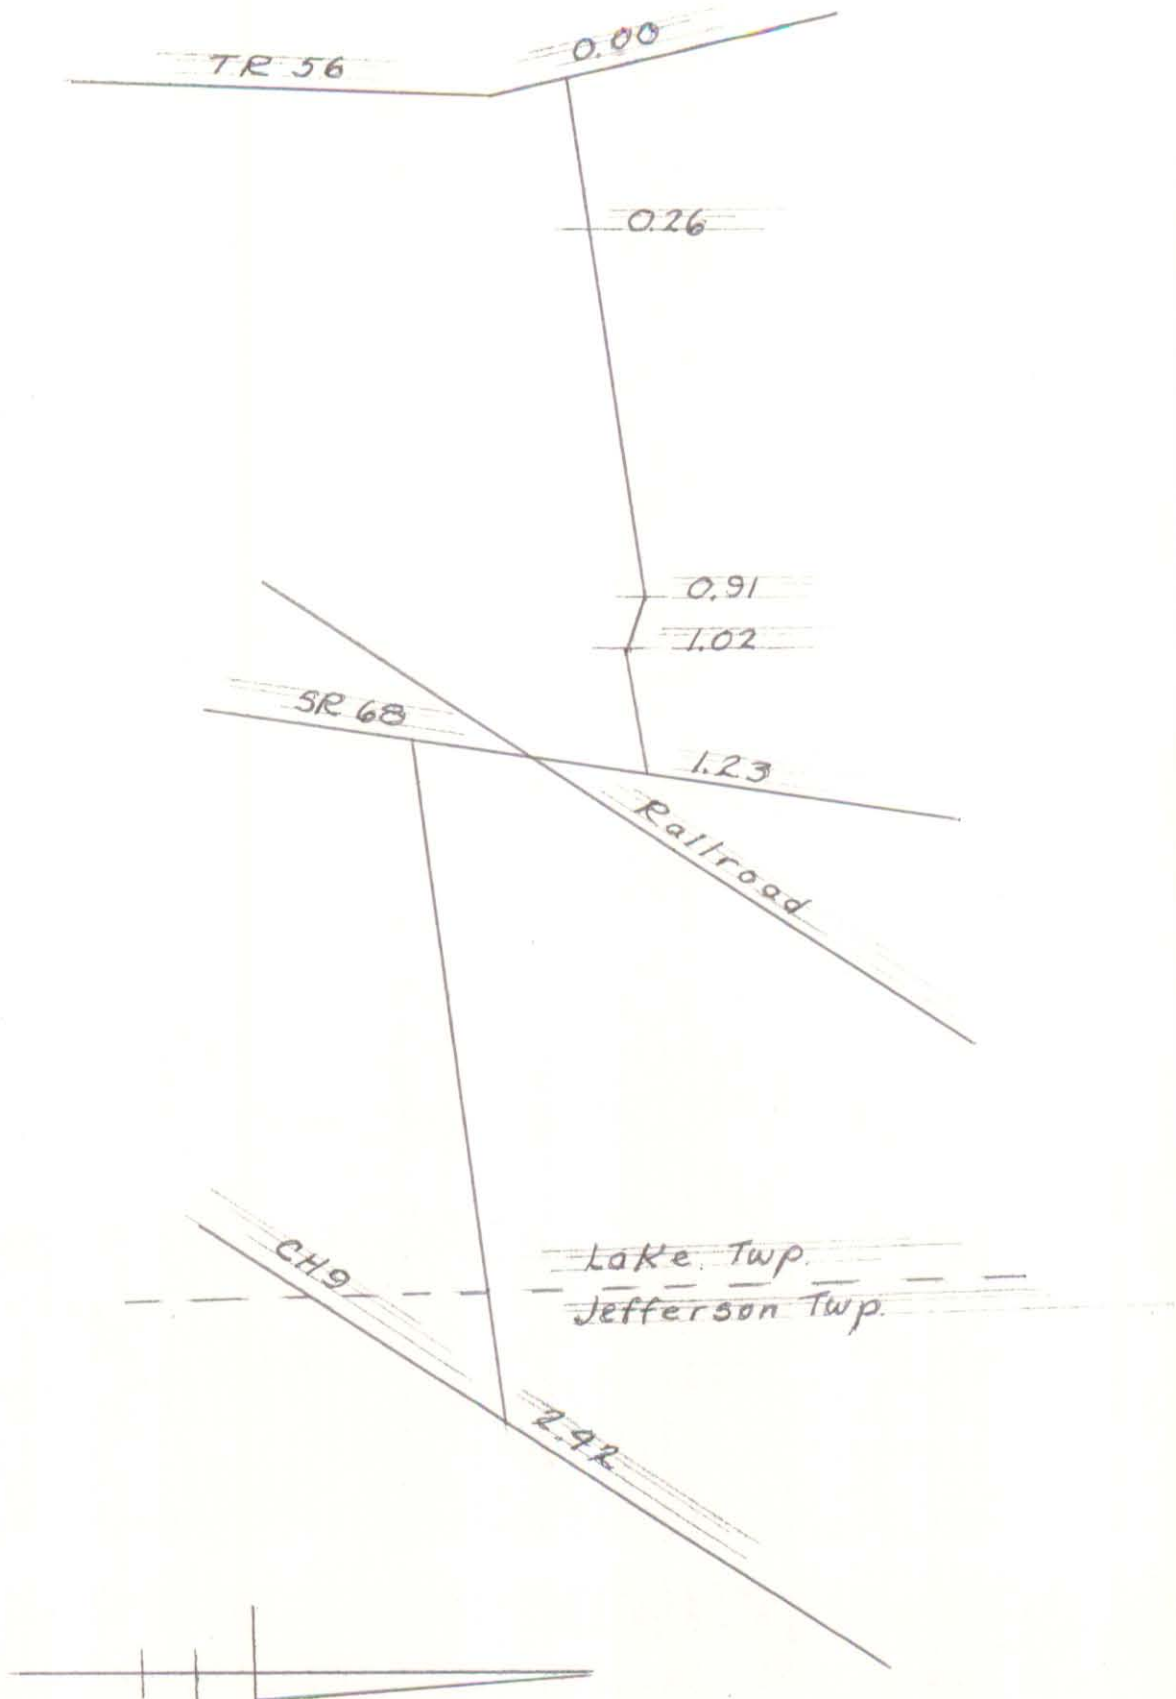 TR 56
0.00
0.26
0.91
1.02
SR 68
1.23
Railroad
CH9
Lake Twp.
Jefferson Twp.
2.42